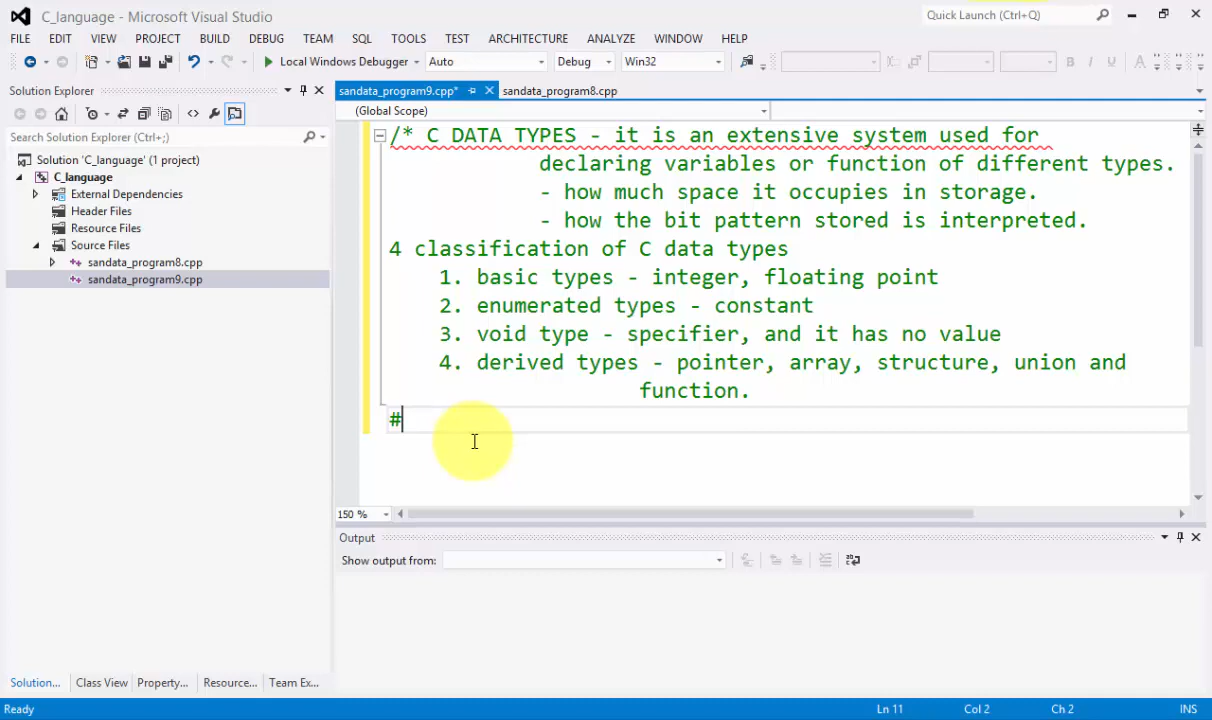 C_language - Microsoft Visual Studio
Quick Launch (Ctrl+Q)
FILE EDIT VIEW PROJECT BUILD DEBUG TEAM SQL TOOLS TEST ARCHITECTURE ANALYZE WINDOW HELP
Local Windows Debugger Auto Debug Win32
Solution Explorer
Search Solution Explorer (Ctrl+;)
Solution 'C_language' (1 project)
C_language
External Dependencies
Header Files
Resource Files
Source Files
sandata_program8.cpp
sandata_program9.cpp
Solution... Class View Property... Resource... Team Ex...
sandata_program9.cpp* sandata_program8.cpp
(Global Scope)
/* C DATA TYPES - it is an extensive system used for
declaring variables or function of different types.
- how much space it occupies in storage.
- how the bit pattern stored is interpreted.
4 classification of C data types
1. basic types - integer, floating point
2. enumerated types - constant
3. void type - specifier, and it has no value
4. derived types - pointer, array, structure, union and
function.
#
150 %
Output
Show output from:
Ready Ln 11 Col 2 Ch 2 INS